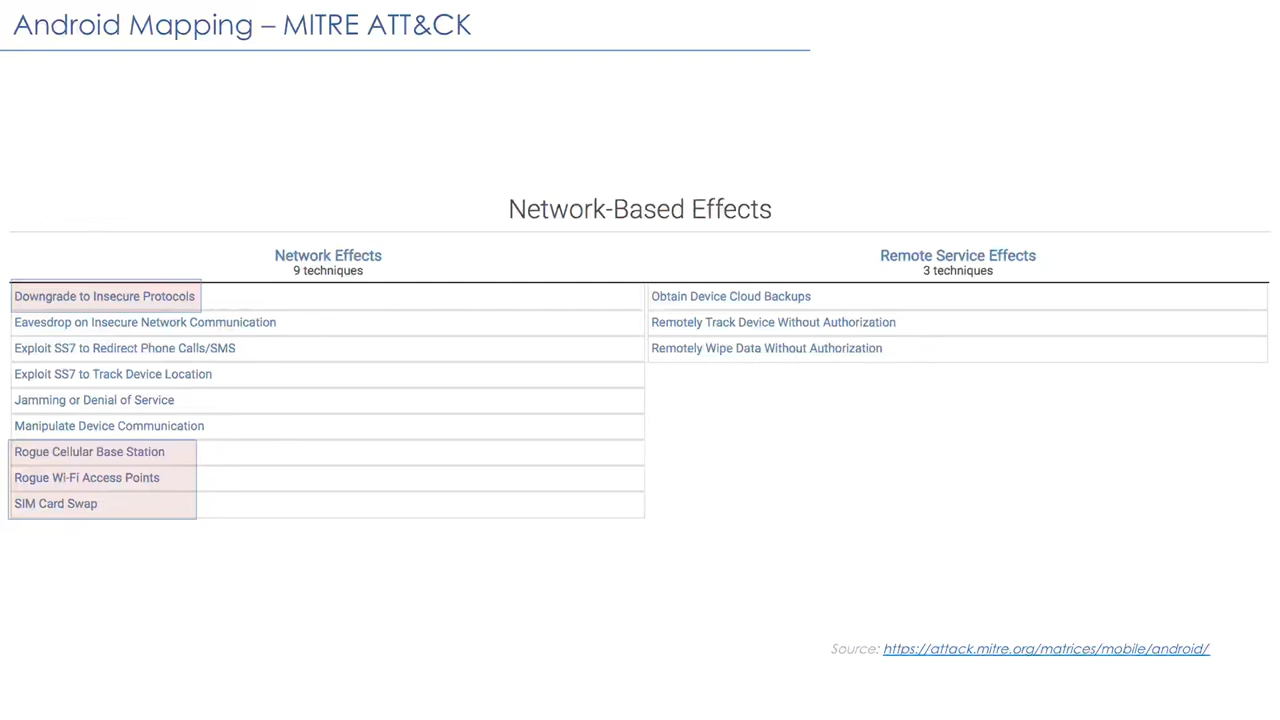 Android Mapping – MITRE ATT&CK
Network-Based Effects
Network Effects
9 techniques
Downgrade to Insecure Protocols
Eavesdrop on Insecure Network Communication
Exploit SS7 to Redirect Phone Calls/SMS
Exploit SS7 to Track Device Location
Jamming or Denial of Service
Manipulate Device Communication
Rogue Cellular Base Station
Rogue Wi-Fi Access Points
SIM Card Swap
Remote Service Effects
3 techniques
Obtain Device Cloud Backups
Remotely Track Device Without Authorization
Remotely Wipe Data Without Authorization
Source: https://attack.mitre.org/matrices/mobile/android/